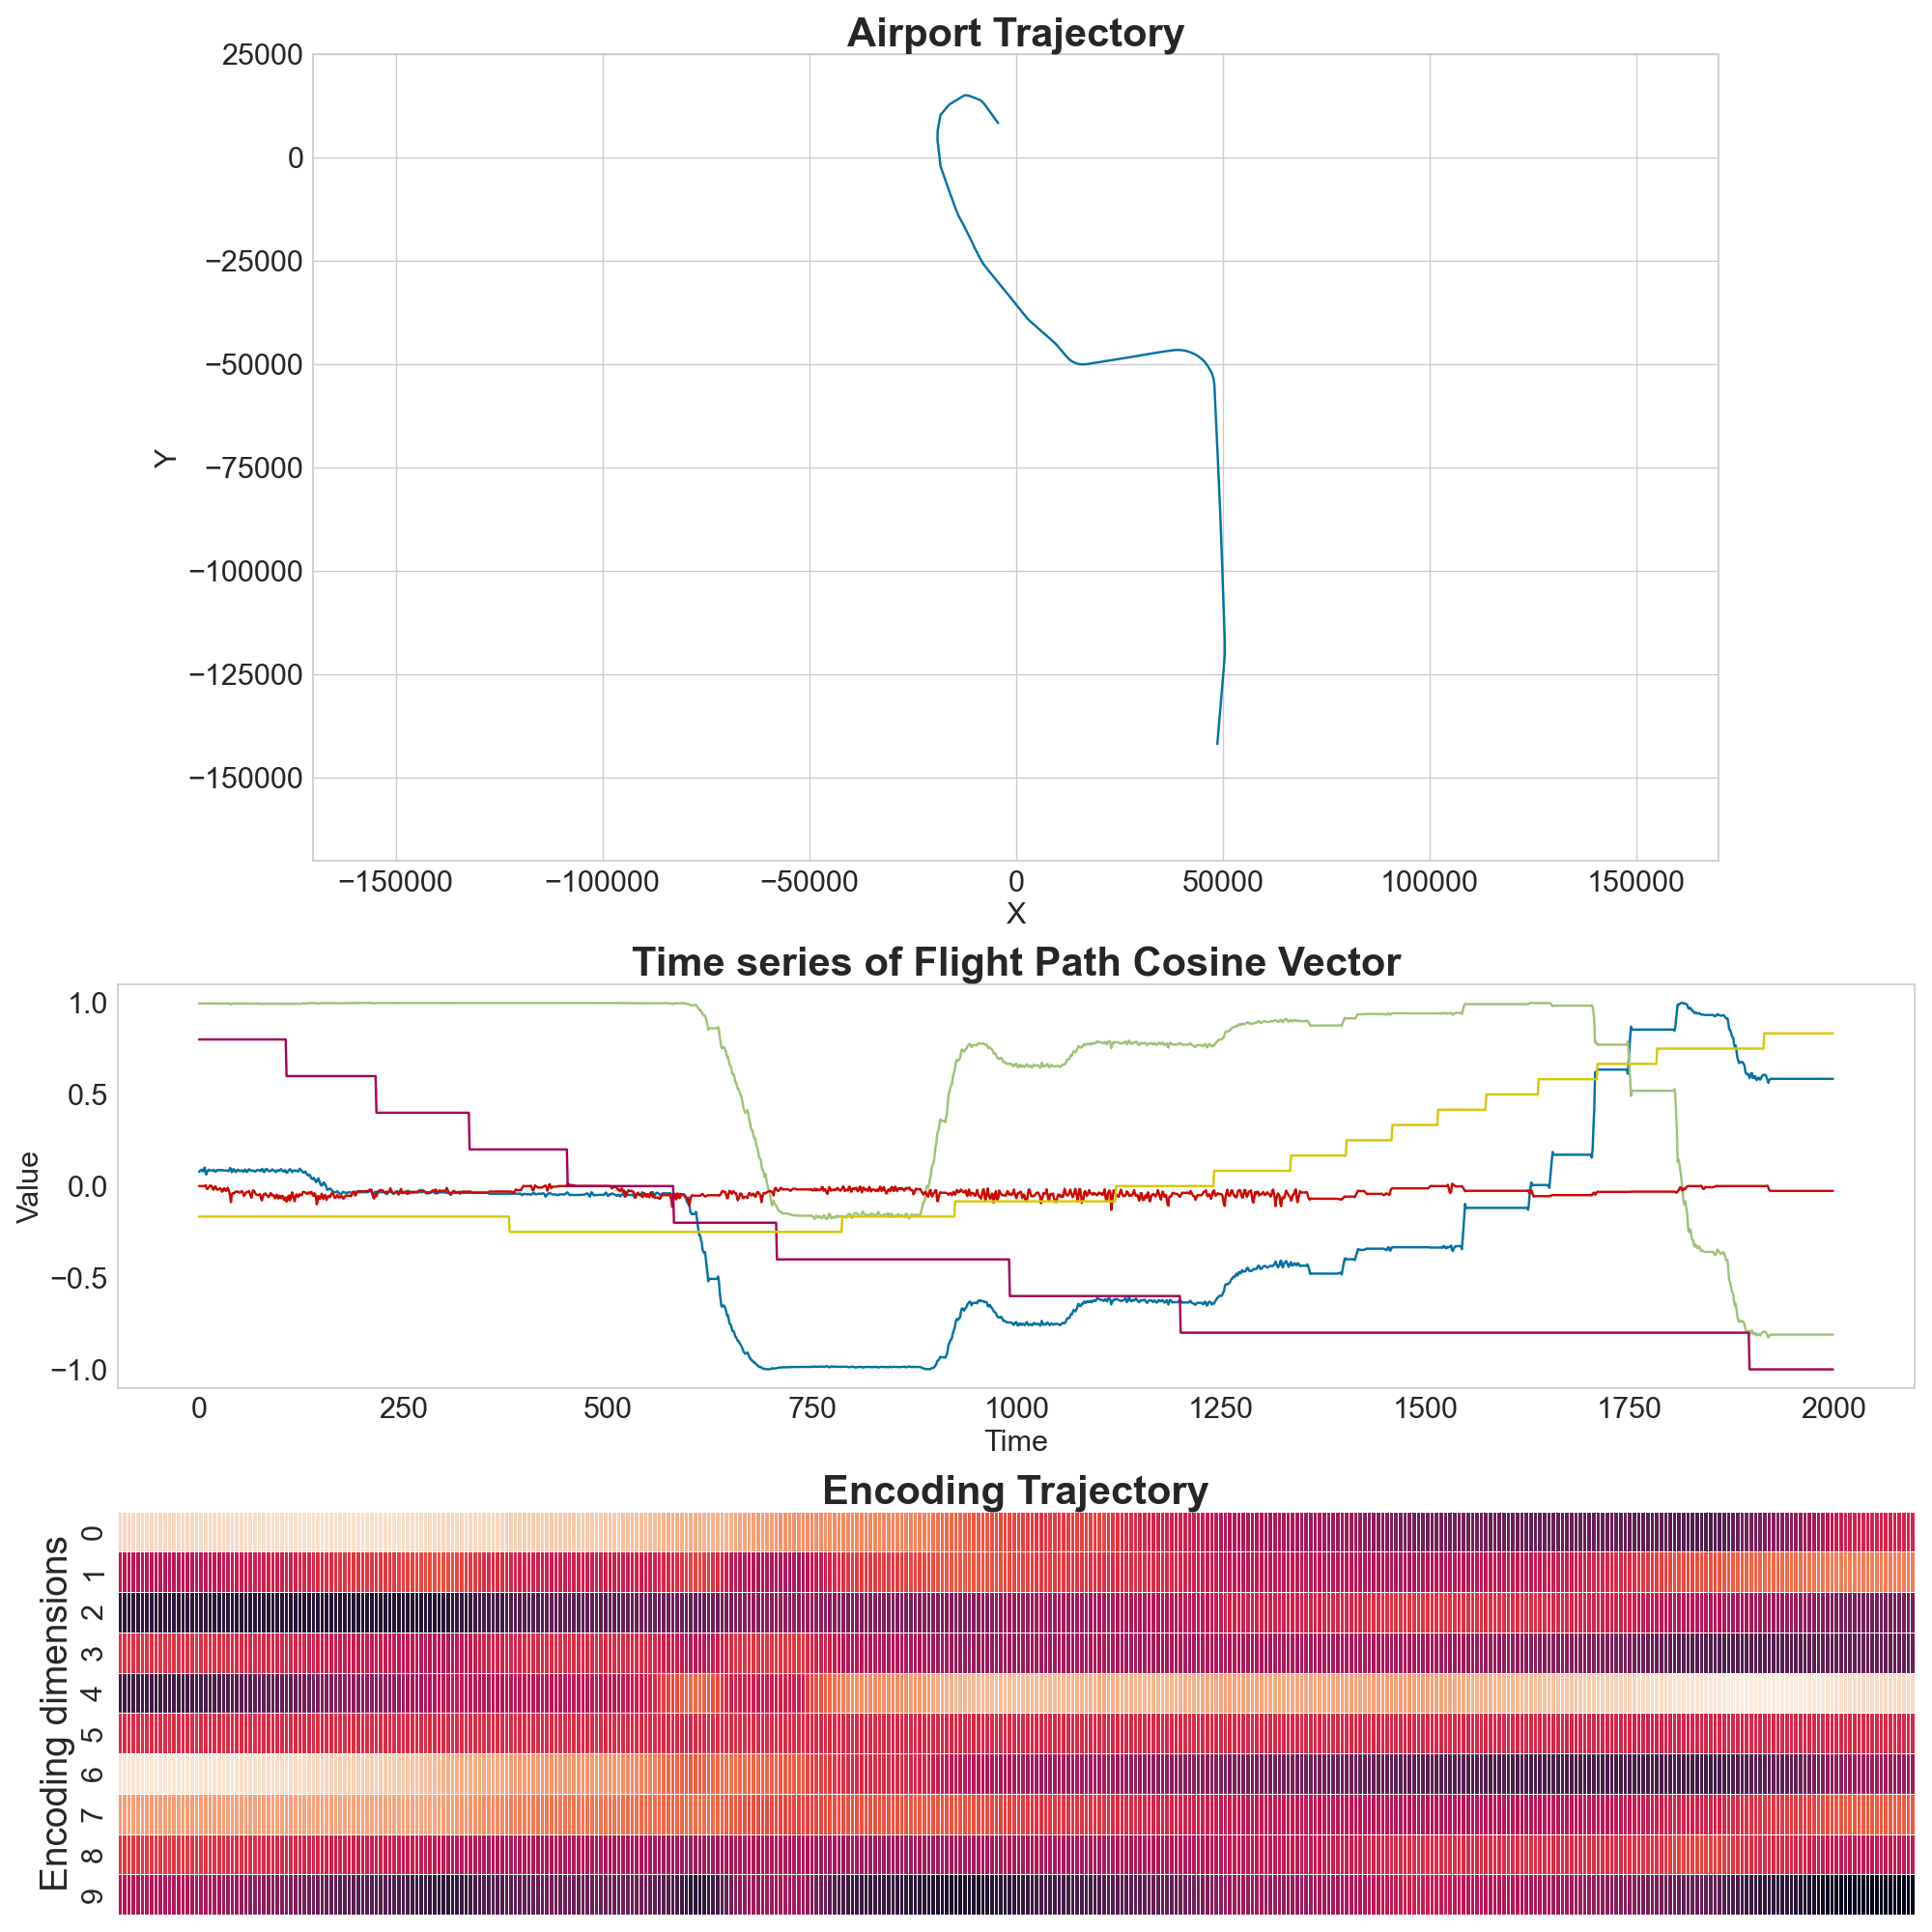 Airport Trajectory
25000
0
−25000
−50000
−75000
−100000
−125000
−150000
Y
−150000 −100000 −50000 0 50000 100000 150000
X
Time series of Flight Path Cosine Vector
1.0
0.5
0.0
−0.5
−1.0
Value
0 250 500 750 1000 1250 1500 1750 2000
Time
Encoding Trajectory
Encoding dimensions
0
1
2
3
4
5
6
7
8
9